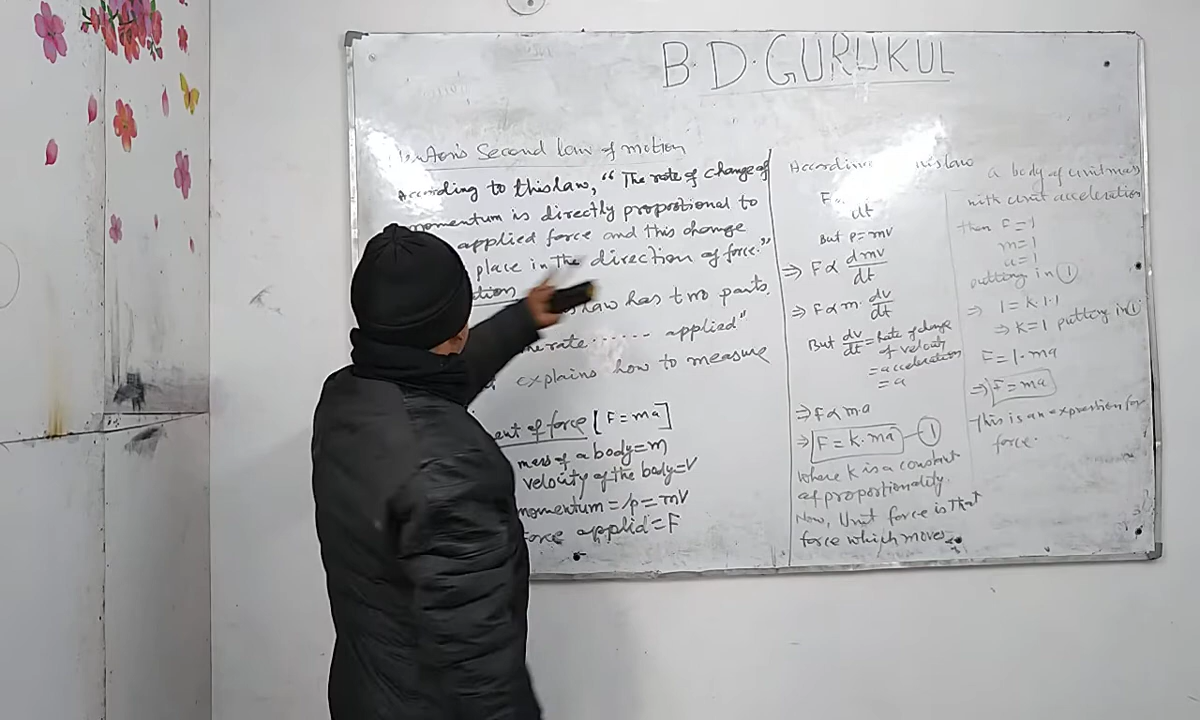 B.D.GURUKUL
Newton's Second law of motion
According to this law, "The rate of change of
momentum is directly proportional to
applied force and this change
place in the direction of force."
law has two parts.
rate ...... applied"
explains how to measure
of force [F = ma]
mass of a body = m
velocity of the body = V
momentum = p = mV
Force applid = F
According this law
F
dt
But p = mV
⇒ F ∝ dmv/dt
⇒ F ∝ m. dv/dt
But dv/dt = Rate of change
of velocity
= acceleration
= a
⇒ F ∝ m.a
⇒ F = k.ma —①
Where K is a constant
of proportionality.
Now, Unit force is that
force which moves
a body of unit mass
with unit acceleration
then F = 1
m = 1
a = 1
putting in ①
⇒ 1 = k.1.1
⇒ K = 1 putting in ①
F = 1.ma
⇒ F = ma
This is an expression for
force.